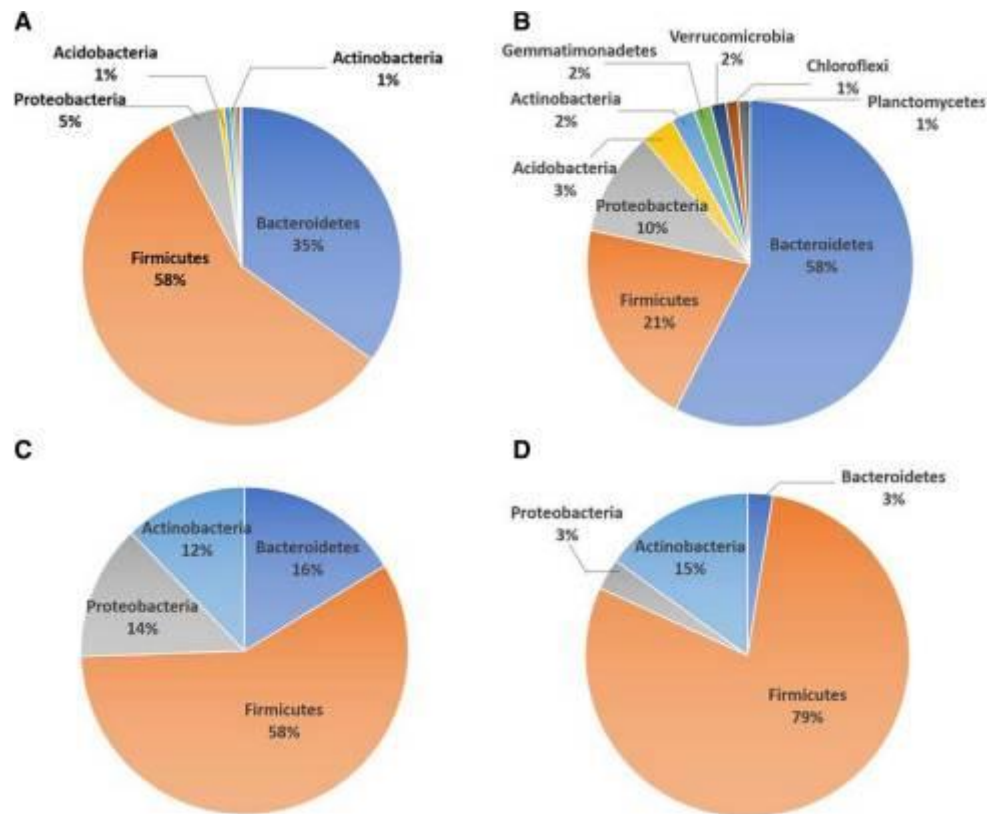 A
Acidobacteria
1%
Actinobacteria
1%
Proteobacteria
5%
Bacteroidetes
35%
Firmicutes
58%
B
Verrucomicrobia
2%
Gemmatimonadetes
2%
Chloroflexi
1%
Actinobacteria
2%
Planctomycetes
1%
Acidobacteria
3%
Proteobacteria
10%
Bacteroidetes
58%
Firmicutes
21%
C
Actinobacteria
12%
Bacteroidetes
16%
Proteobacteria
14%
Firmicutes
58%
D
Bacteroidetes
3%
Proteobacteria
3%
Actinobacteria
15%
Firmicutes
79%